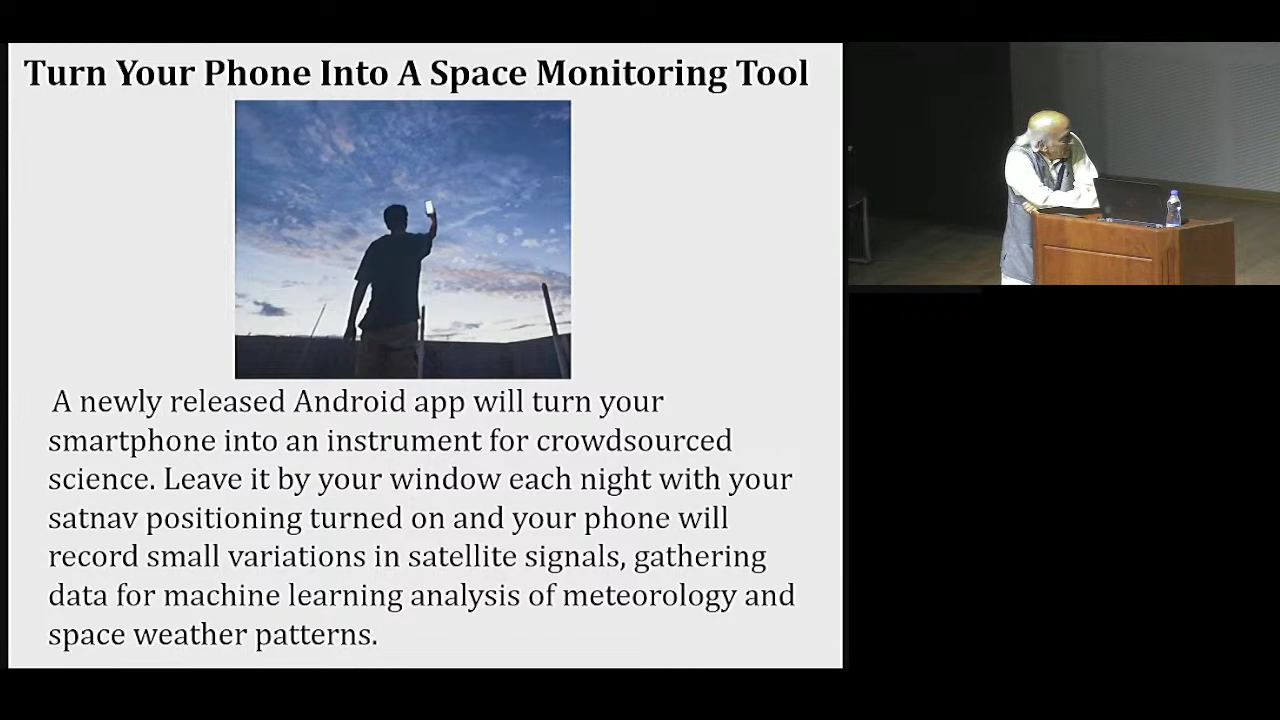 Turn Your Phone Into A Space Monitoring Tool
A newly released Android app will turn your
smartphone into an instrument for crowdsourced
science. Leave it by your window each night with your
satnav positioning turned on and your phone will
record small variations in satellite signals, gathering
data for machine learning analysis of meteorology and
space weather patterns.